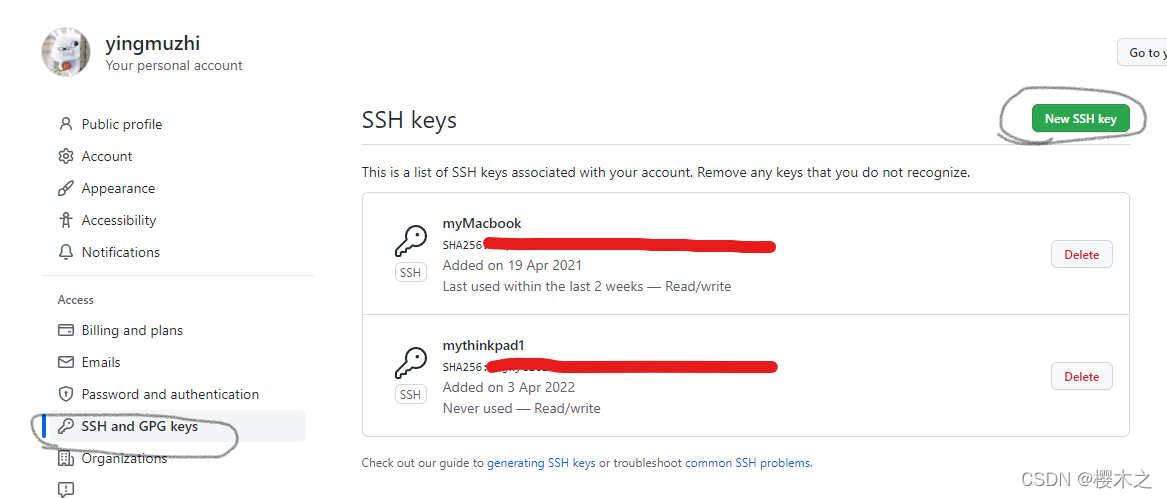 yingmuzhi
Your personal account
Go to y
Public profile
Account
Appearance
Accessibility
Notifications
Access
Billing and plans
Emails
Password and authentication
SSH and GPG keys
Organizations
SSH keys
New SSH key
This is a list of SSH keys associated with your account. Remove any keys that you do not recognize.
myMacbook
SHA256:
SSH
Added on 19 Apr 2021
Last used within the last 2 weeks — Read/write
Delete
mythinkpad1
SHA256:
SSH
Added on 3 Apr 2022
Never used — Read/write
Delete
Check out our guide to generating SSH keys or troubleshoot common SSH problems.
CSDN @樱木之